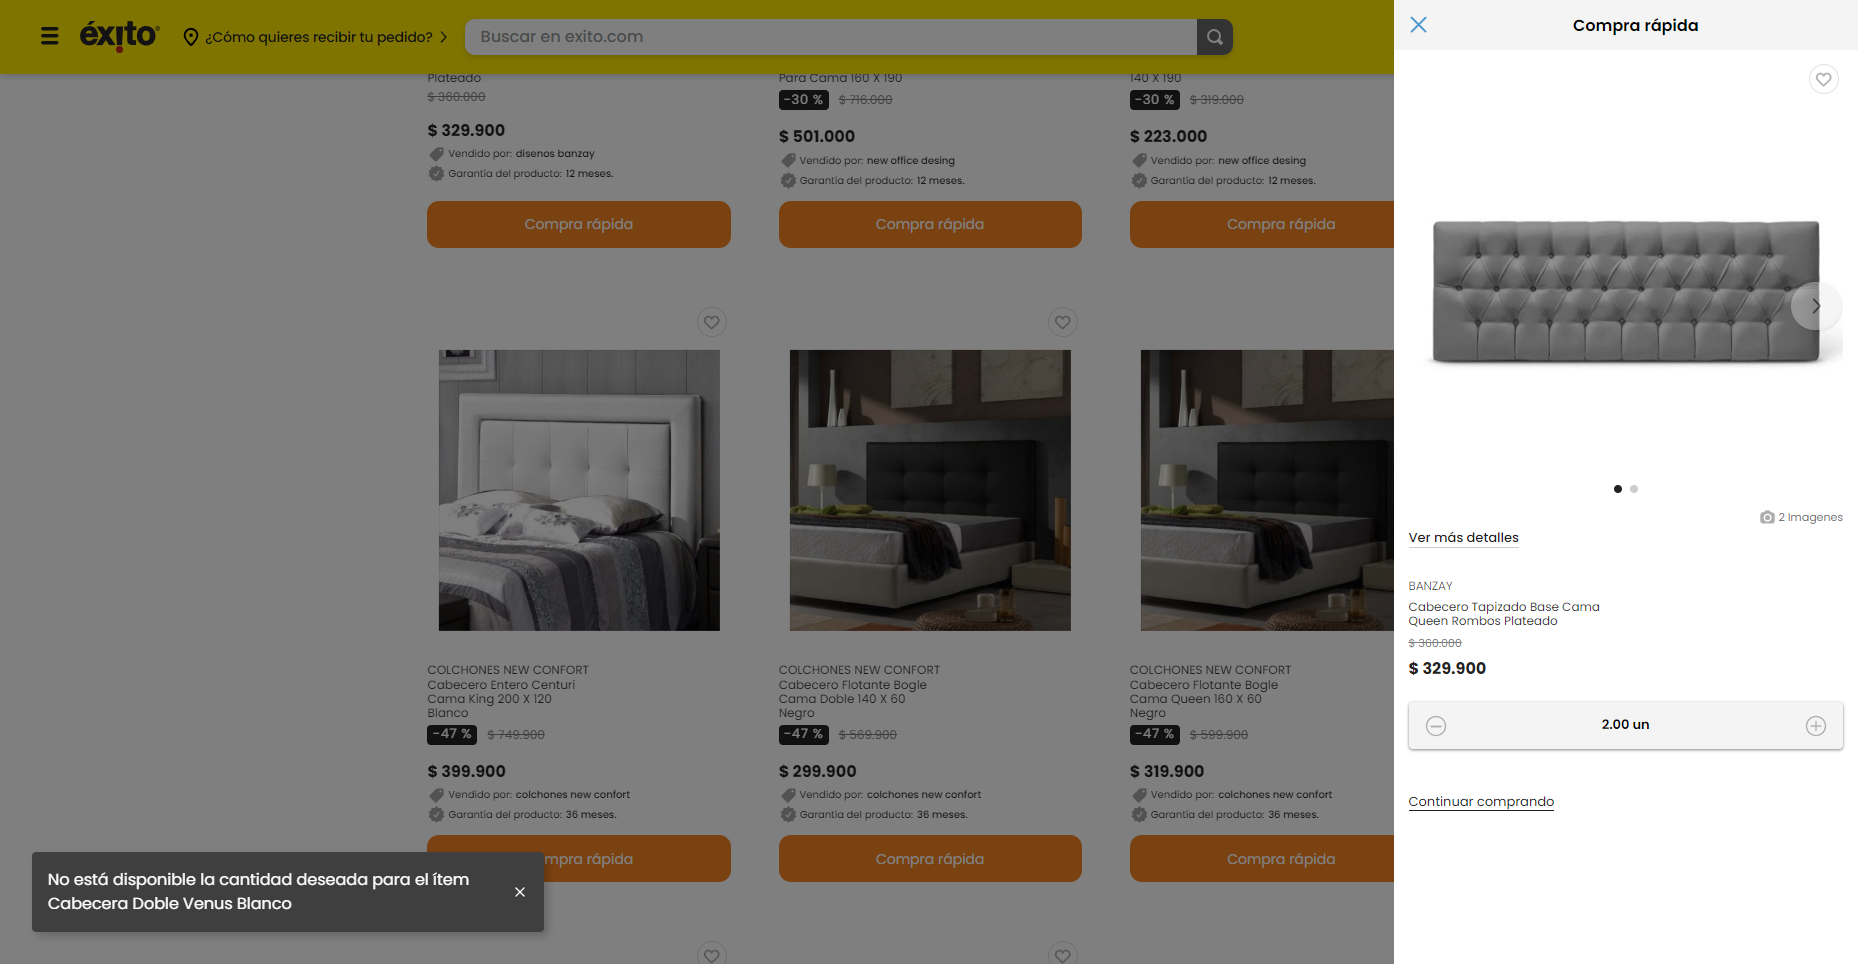 éxito
¿Cómo quieres recibir tu pedido?
Buscar en exito.com
Plateado
$ 360.000
$ 329.900
Vendido por: disenos banzay
Garantía del producto: 12 meses.
Compra rápida
Para Cama 160 X 190
-30 % $ 716.000
$ 501.000
Vendido por: new office desing
Garantía del producto: 12 meses.
Compra rápida
140 X 190
-30 % $ 319.000
$ 223.000
Vendido por: new office desing
Garantía del producto: 12 meses.
Compra rápida
COLCHONES NEW CONFORT
Cabecero Entero Centuri
Cama King 200 X 120
Blanco
-47 % $ 749.900
$ 399.900
Vendido por: colchones new confort
Garantía del producto: 36 meses.
mpra rápida
COLCHONES NEW CONFORT
Cabecero Flotante Bogle
Cama Doble 140 X 60
Negro
-47 % $ 569.900
$ 299.900
Vendido por: colchones new confort
Garantía del producto: 36 meses.
Compra rápida
COLCHONES NEW CONFORT
Cabecero Flotante Bogle
Cama Queen 160 X 60
Negro
-47 % $ 599.900
$ 319.900
Vendido por: colchones new confort
Garantía del producto: 36 meses.
Compra rápida
No está disponible la cantidad deseada para el ítem
Cabecera Doble Venus Blanco
Compra rápida
2 Imagenes
Ver más detalles
BANZAY
Cabecero Tapizado Base Cama
Queen Rombos Plateado
$ 360.000
$ 329.900
2.00 un
Continuar comprando